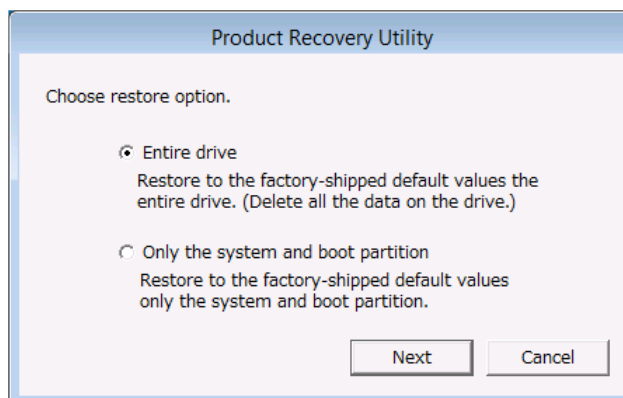 Product Recovery Utility
Choose restore option.
Entire drive
Restore to the factory-shipped default values the
entire drive. (Delete all the data on the drive.)
Only the system and boot partition
Restore to the factory-shipped default values
only the system and boot partition.
Next Cancel